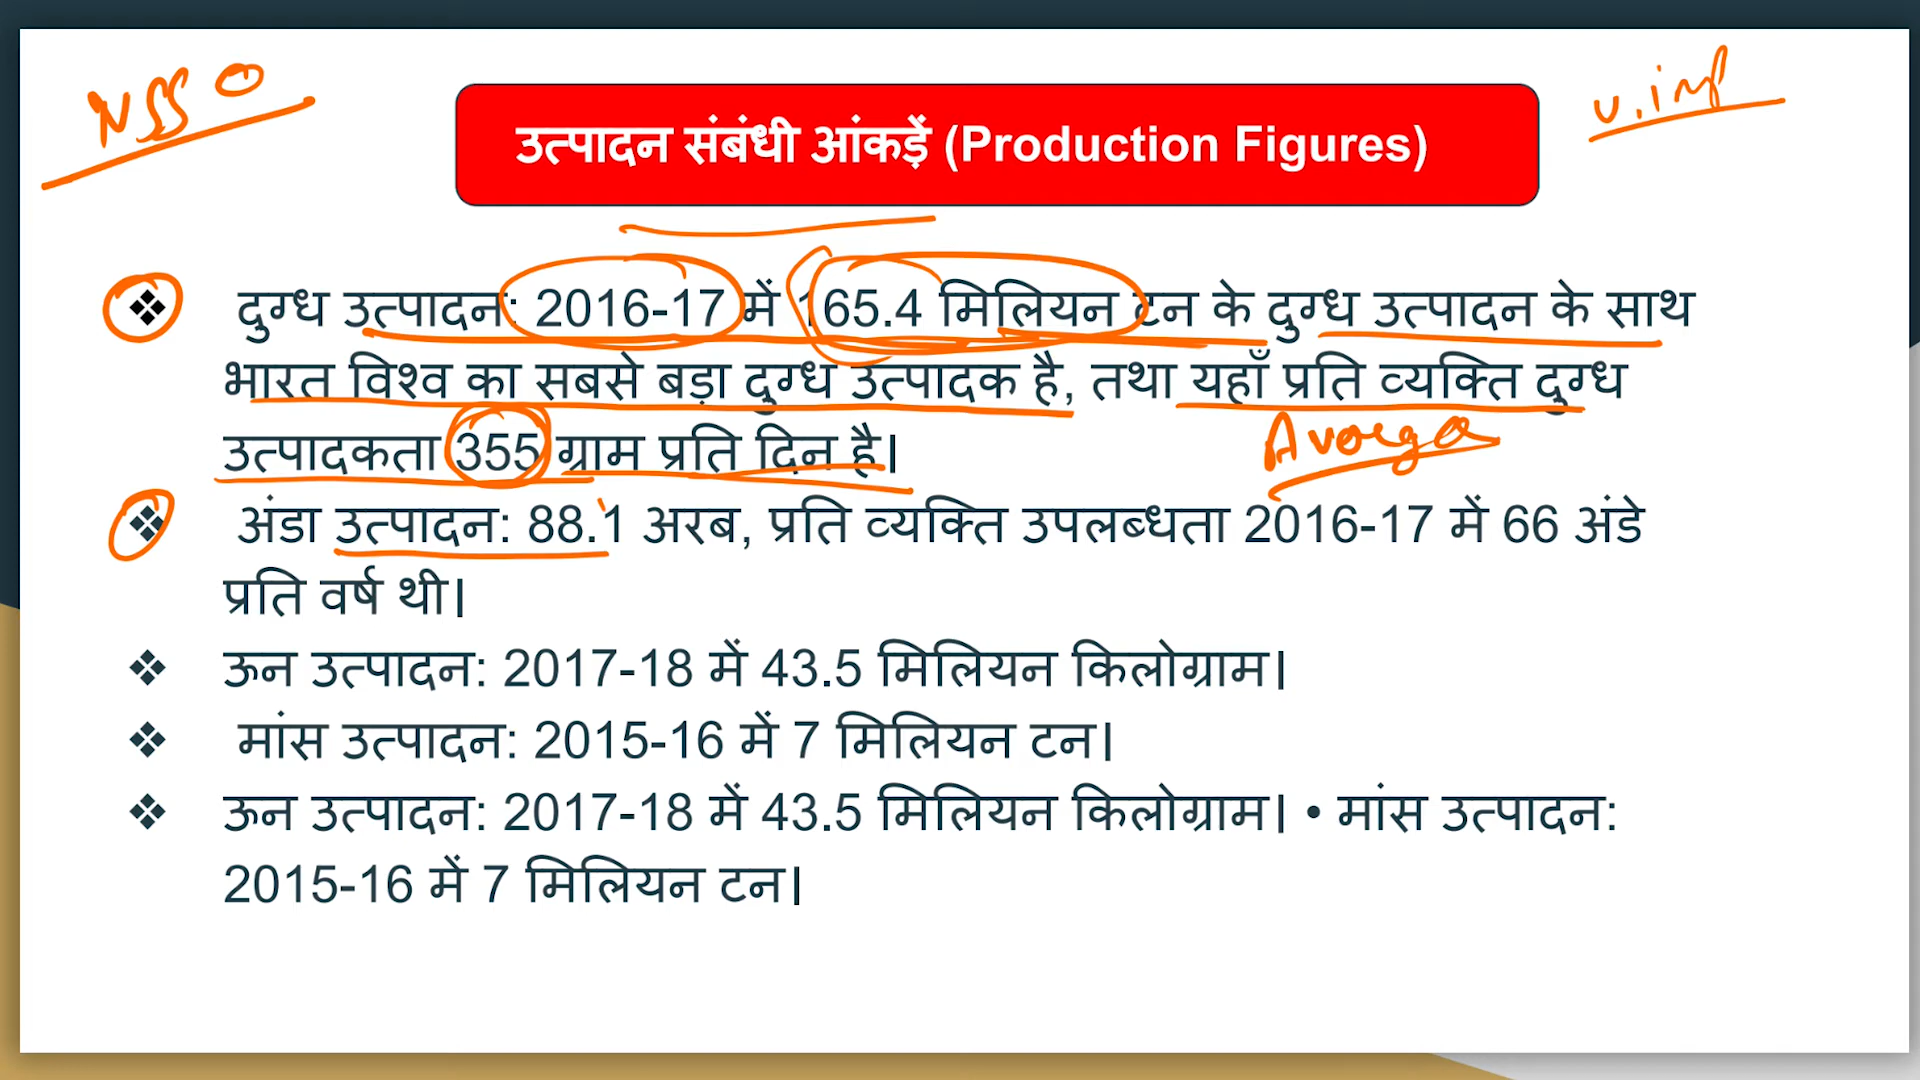 NSSO
v.imf
उत्पादन संबंधी आंकड़ें (Production Figures)
❖ दुग्ध उत्पादन: 2016-17 में 165.4 मिलियन टन के दुग्ध उत्पादन के साथ
भारत विश्व का सबसे बड़ा दुग्ध उत्पादक है, तथा यहाँ प्रति व्यक्ति दुग्ध
उत्पादकता 355 ग्राम प्रति दिन है।
❖ अंडा उत्पादन: 88.1 अरब, प्रति व्यक्ति उपलब्धता 2016-17 में 66 अंडे
प्रति वर्ष थी।
❖ ऊन उत्पादन: 2017-18 में 43.5 मिलियन किलोग्राम।
❖ मांस उत्पादन: 2015-16 में 7 मिलियन टन।
❖ ऊन उत्पादन: 2017-18 में 43.5 मिलियन किलोग्राम। • मांस उत्पादन:
2015-16 में 7 मिलियन टन।